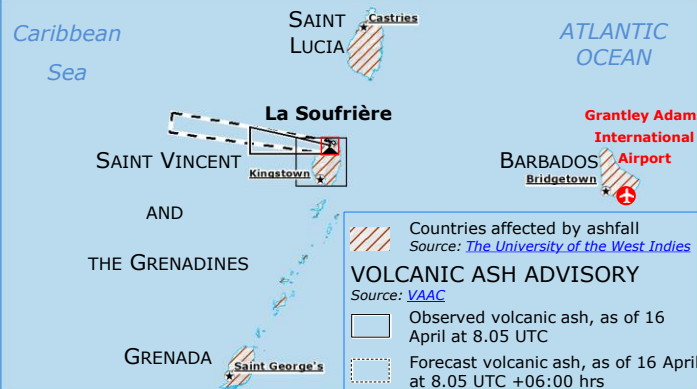 Caribbean
Sea
SAINT
LUCIA
Castries
ATLANTIC
OCEAN
La Soufrière
Grantley Adam
International
Airport
SAINT VINCENT
Kingstown
BARBADOS
Bridgetown
AND
THE GRENADINES
GRENADA
Saint George's
Countries affected by ashfall
Source: The University of the West Indies
VOLCANIC ASH ADVISORY
Source: VAAC
Observed volcanic ash, as of 16
April at 8.05 UTC
Forecast volcanic ash, as of 16 April
at 8.05 UTC +06:00 hrs